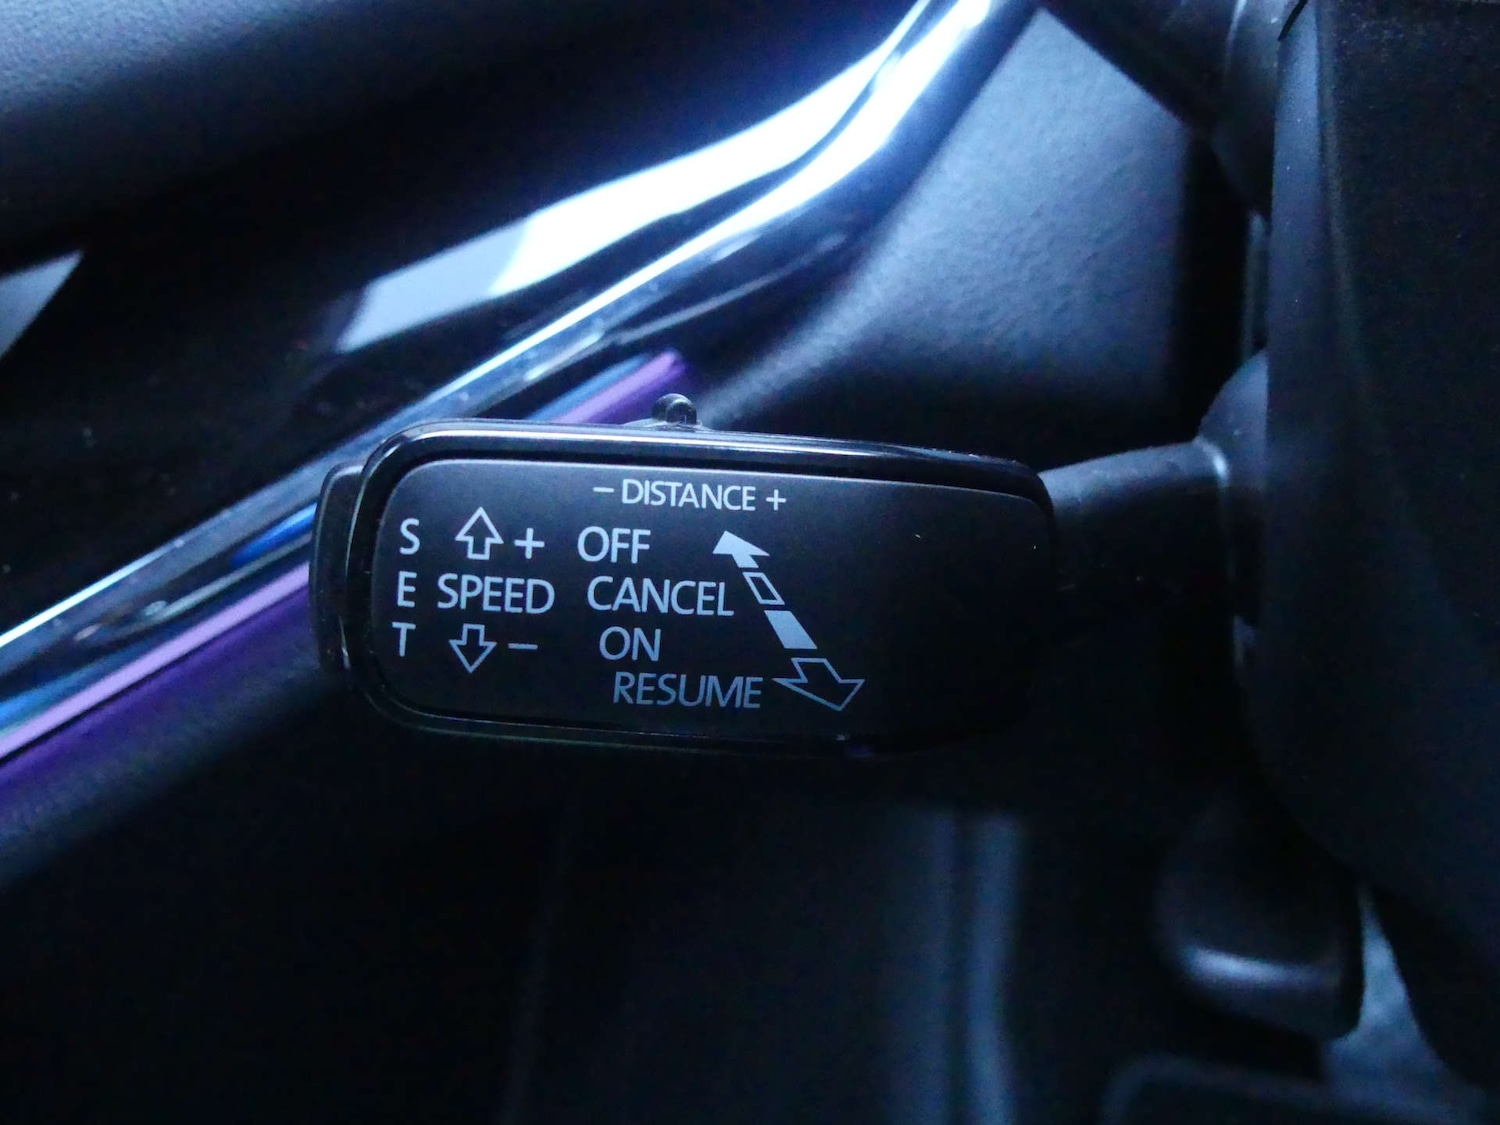 – DISTANCE +
S + OFF
E SPEED CANCEL
T – ON
RESUME